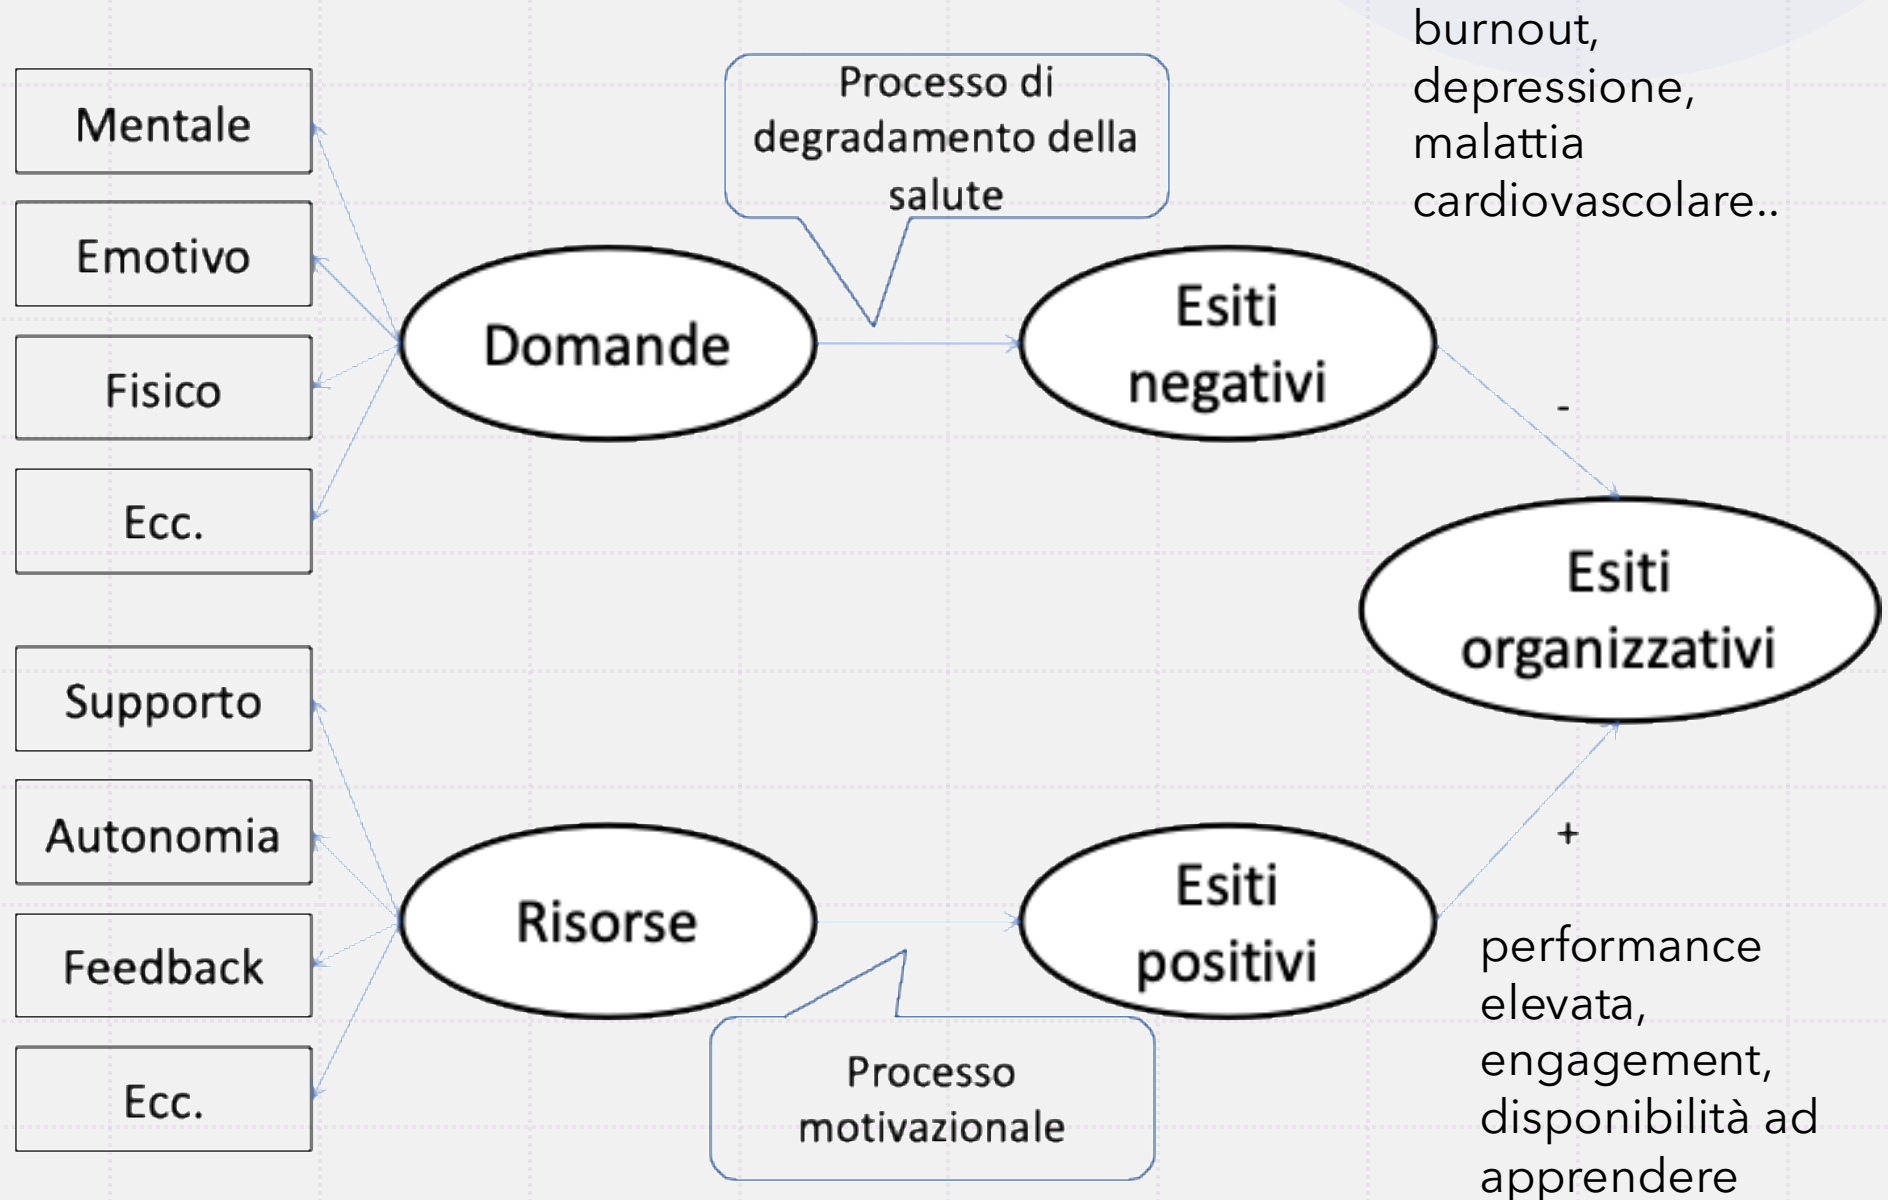 burnout,
depressione,
malattia
cardiovascolare..
Processo di
degradamento della
salute
Mentale
Emotivo
Fisico
Ecc.
Domande
Esiti
negativi
-
Esiti
organizzativi
Supporto
Autonomia
Feedback
Ecc.
Risorse
Esiti
positivi
+
Processo
motivazionale
performance
elevata,
engagement,
disponibilità ad
apprendere